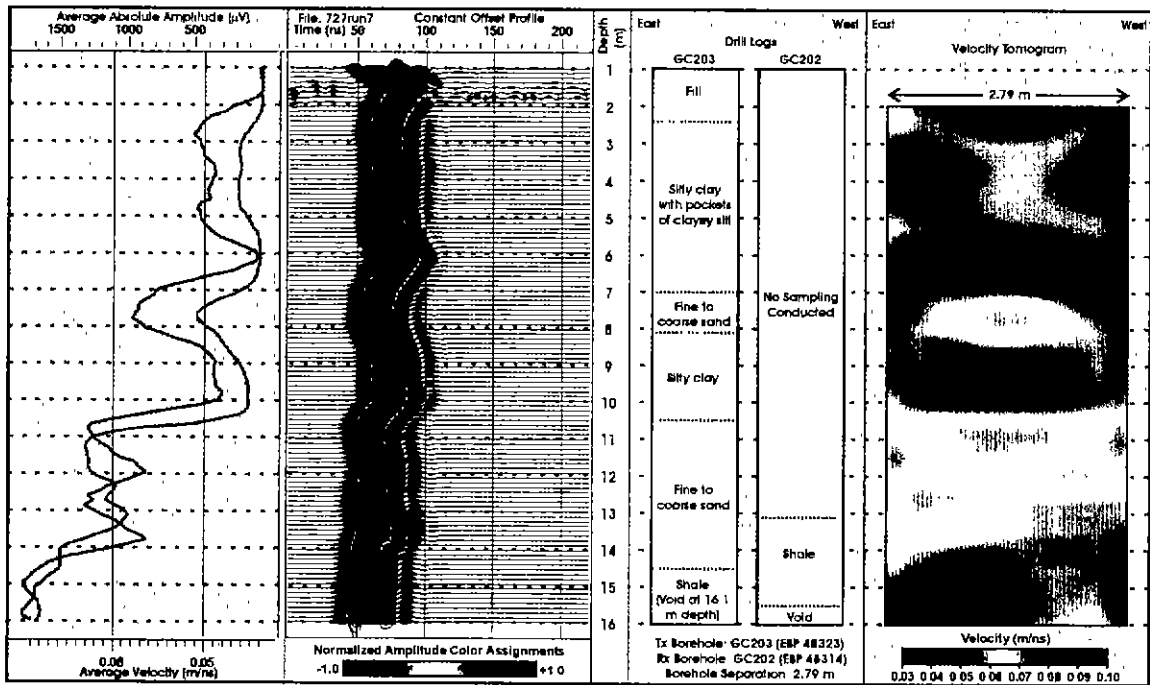 Average Absolute Amplitude (µV)
1500 1000 500
0.06 0.05
Average Velocity (m/ns)
File. 727run7 Constant Offset Profile
Time (ns) 50 100 150 200
Normalized Amplitude Color Assignments
-1.0 +1.0
Depth (m)
1
2
3
4
5
6
7
8
9
10
11
12
13
14
15
16
East West
Drill Logs
GC203 GC202
Fill
Silty clay
with pockets
of clayey silt
Fine to
coarse sand
Silty clay
Fine to
coarse sand
Shale
(Void at 16.1
m depth)
No Sampling
Conducted
Shale
Void
Tx Borehole: GC203 (EBP 48323)
Rx Borehole: GC202 (EBP 48314)
Borehole Separation 2.79 m
East West
Velocity Tomogram
2.79 m
Velocity (m/ns)
0.03 0.04 0.05 0.06 0.07 0.08 0.09 0.10